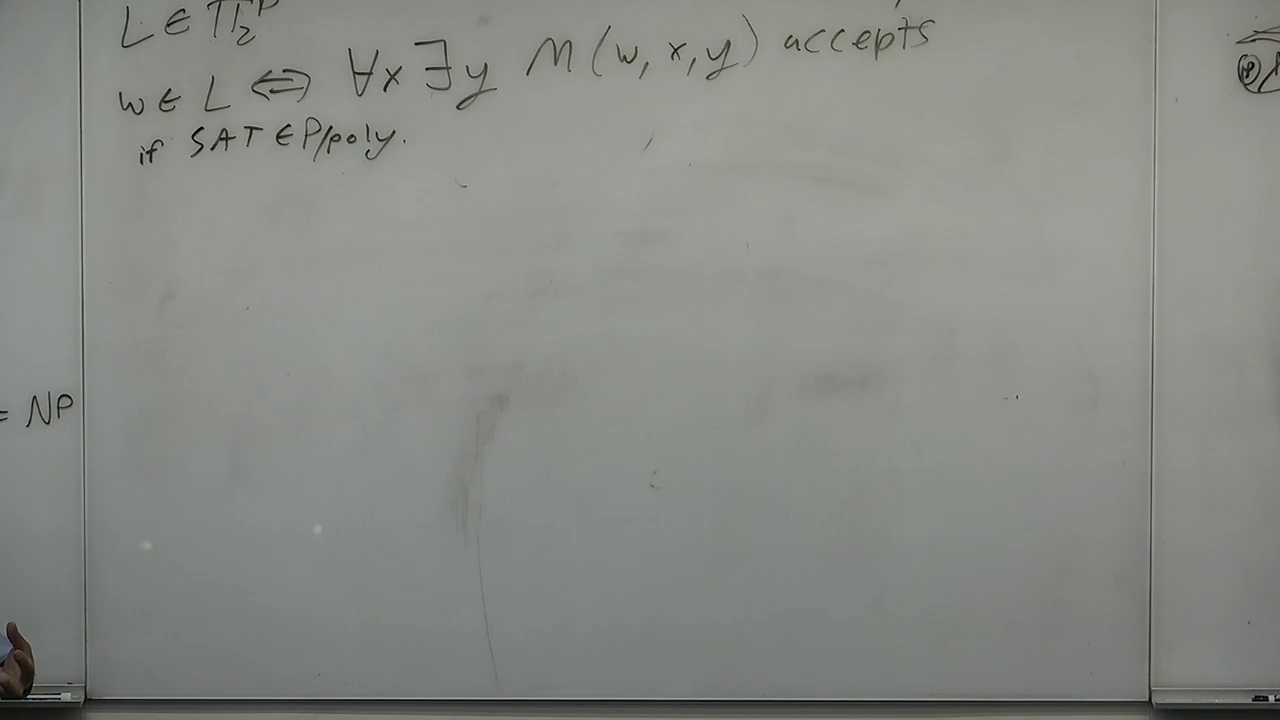 L ∈ Π₂ᵖ
w ∈ L ⟺ ∀x ∃y M(w, x, y) accepts
if SAT ∈ P/poly.
= NP